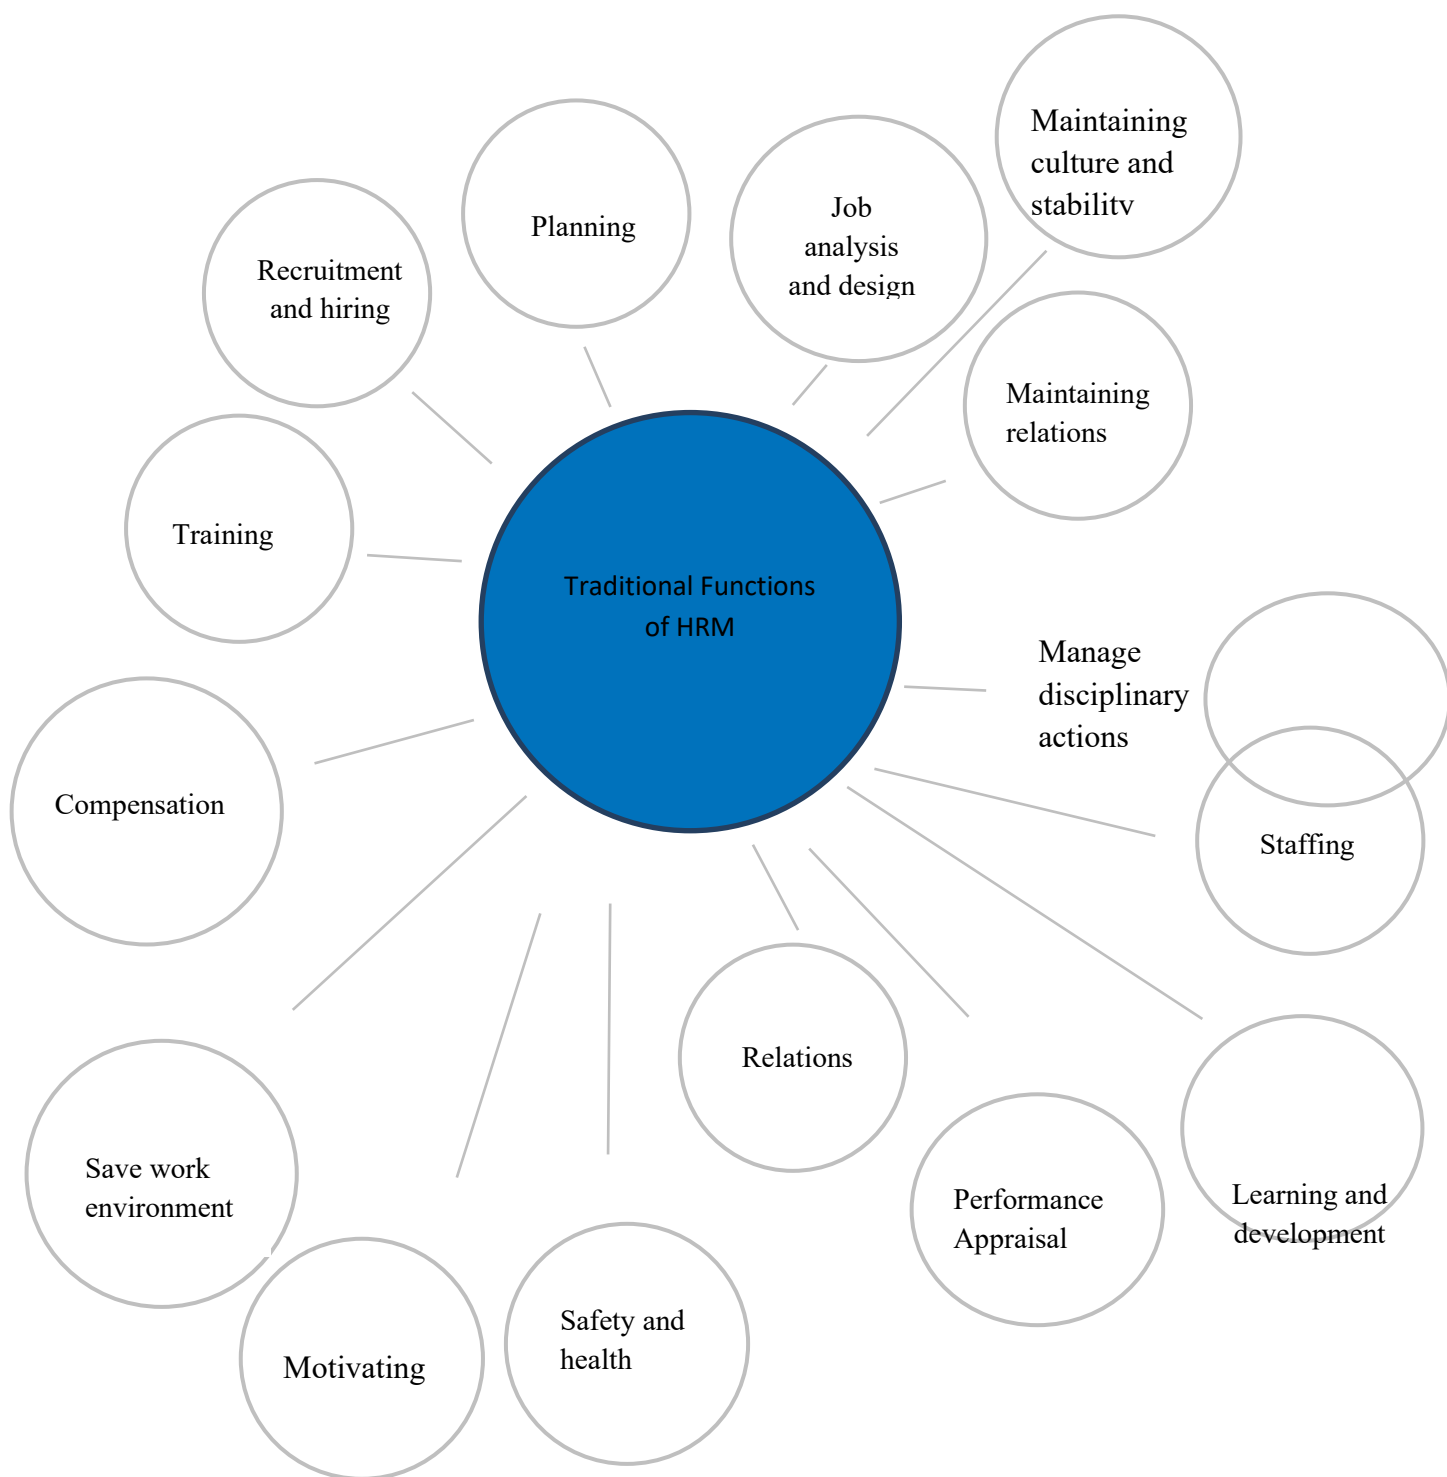 Maintaining
culture and
stability
Planning
Job
analysis
and design
Recruitment
and hiring
Maintaining
relations
Training
Traditional Functions
of HRM
Manage
disciplinary
actions
Compensation
Staffing
Relations
Save work
environment
Performance
Appraisal
Learning and
development
Safety and
health
Motivating